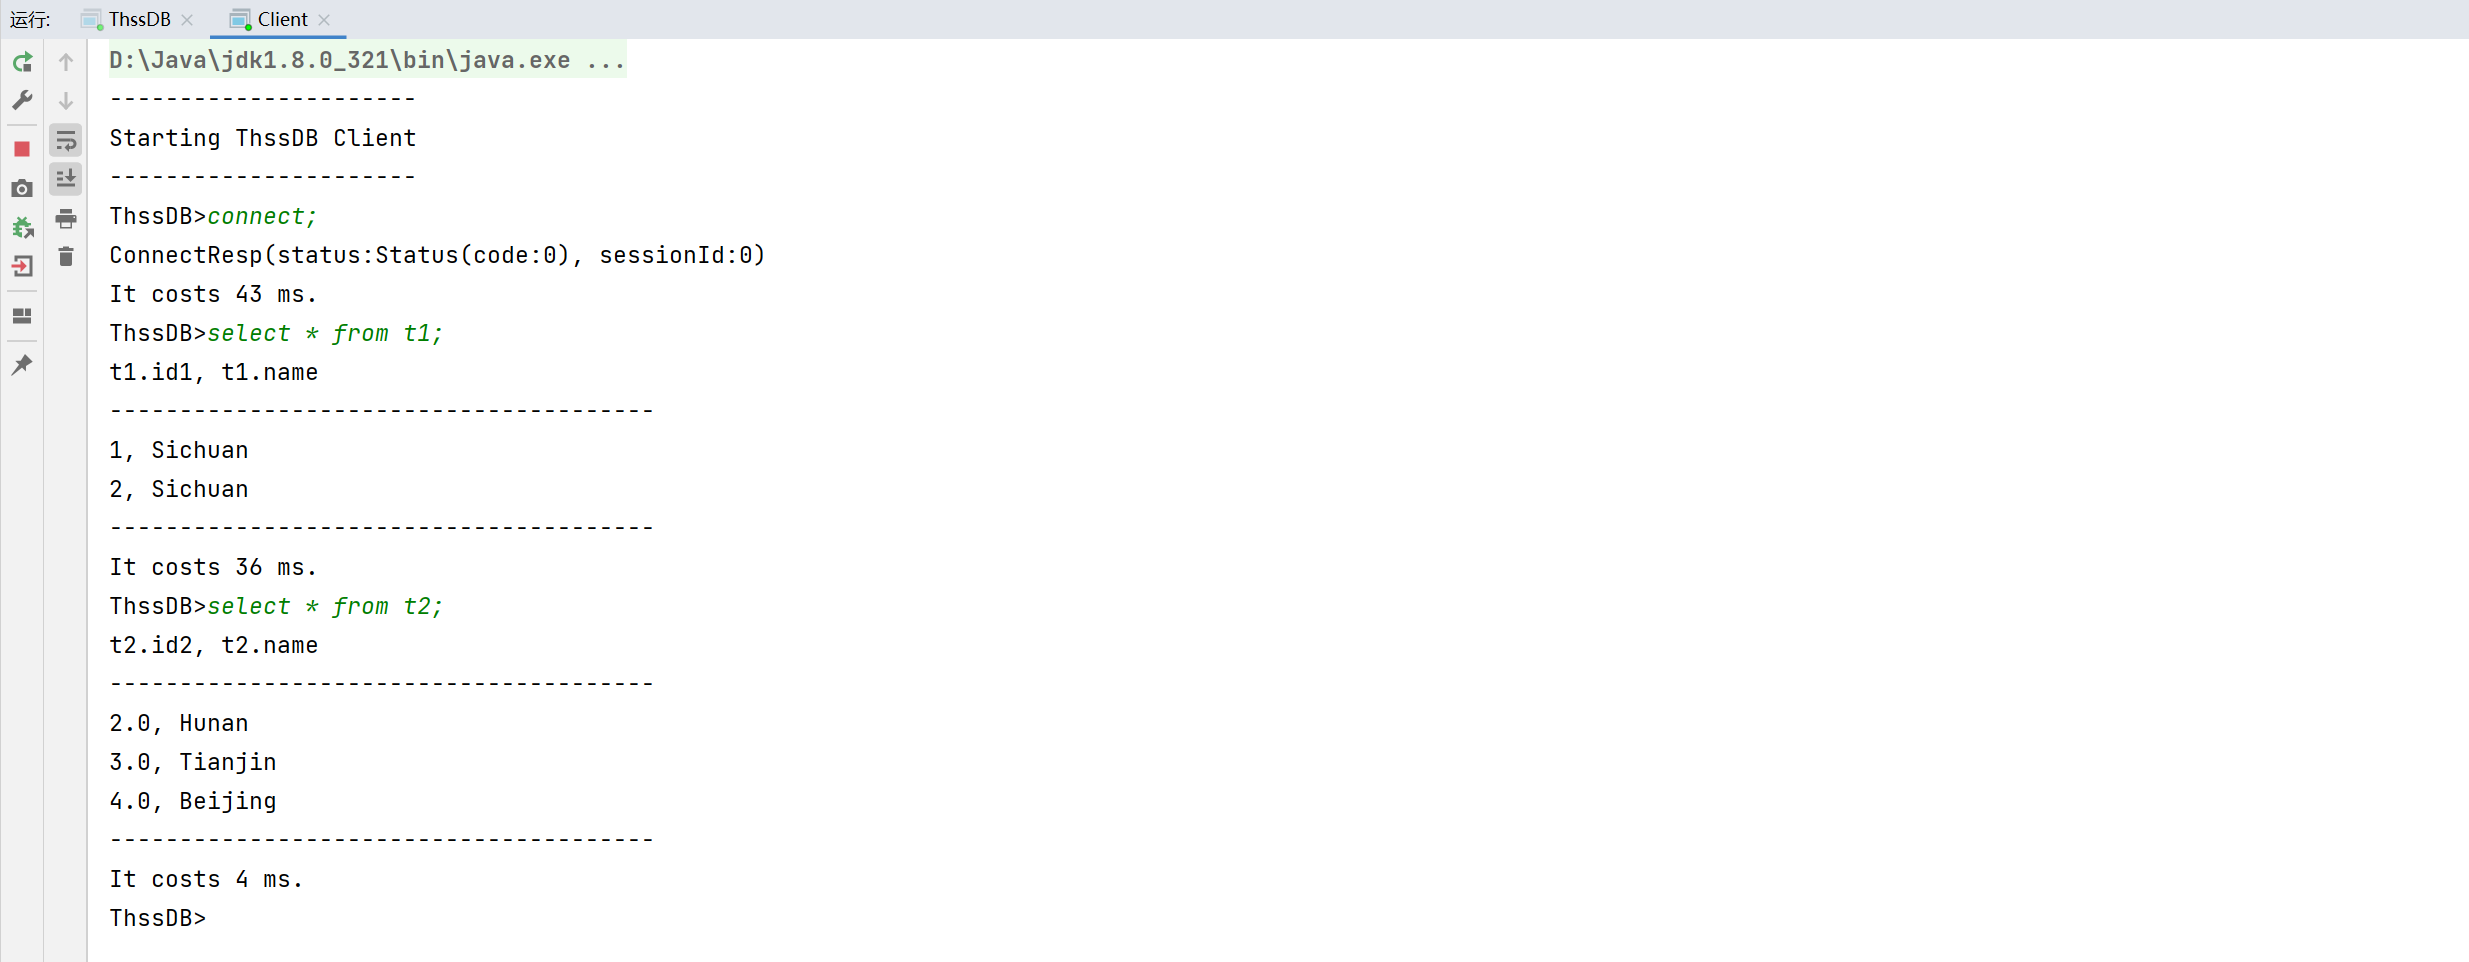 运行: ThssDB Client
D:\Java\jdk1.8.0_321\bin\java.exe ...
----------------------
Starting ThssDB Client
----------------------
ThssDB>connect;
ConnectResp(status:Status(code:0), sessionId:0)
It costs 43 ms.
ThssDB>select * from t1;
t1.id1, t1.name
---------------------------------------
1, Sichuan
2, Sichuan
---------------------------------------
It costs 36 ms.
ThssDB>select * from t2;
t2.id2, t2.name
---------------------------------------
2.0, Hunan
3.0, Tianjin
4.0, Beijing
---------------------------------------
It costs 4 ms.
ThssDB>